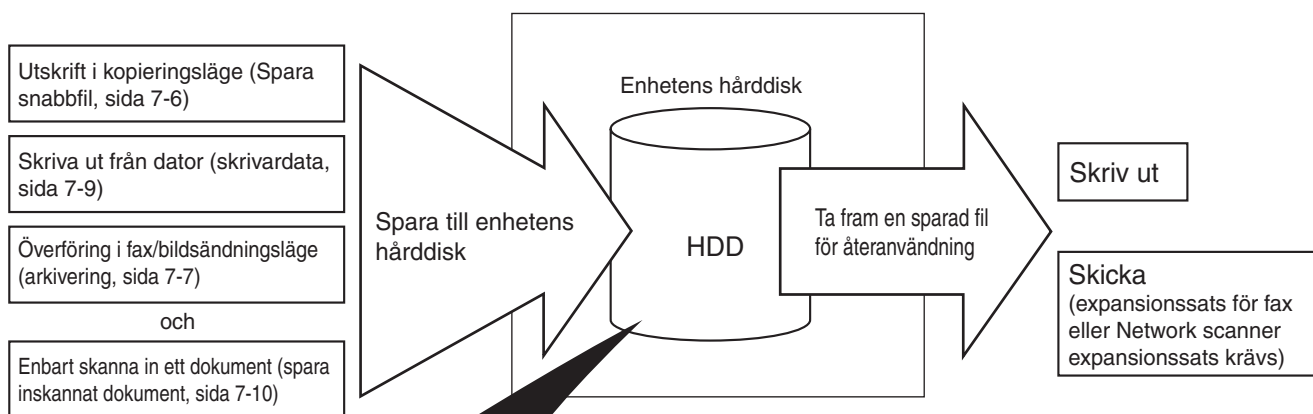 Utskrift i kopieringsläge (Spara
snabbfil, sida 7-6)
Skriva ut från dator (skrivardata,
sida 7-9)
Överföring i fax/bildsändningsläge
(arkivering, sida 7-7)
och
Enbart skanna in ett dokument (spara
inskannat dokument, sida 7-10)
Spara till enhetens
hårddisk
Enhetens hårddisk
HDD
Ta fram en sparad fil
för återanvändning
Skriv ut
Skicka
(expansionssats för fax
eller Network scanner
expansionssats krävs)